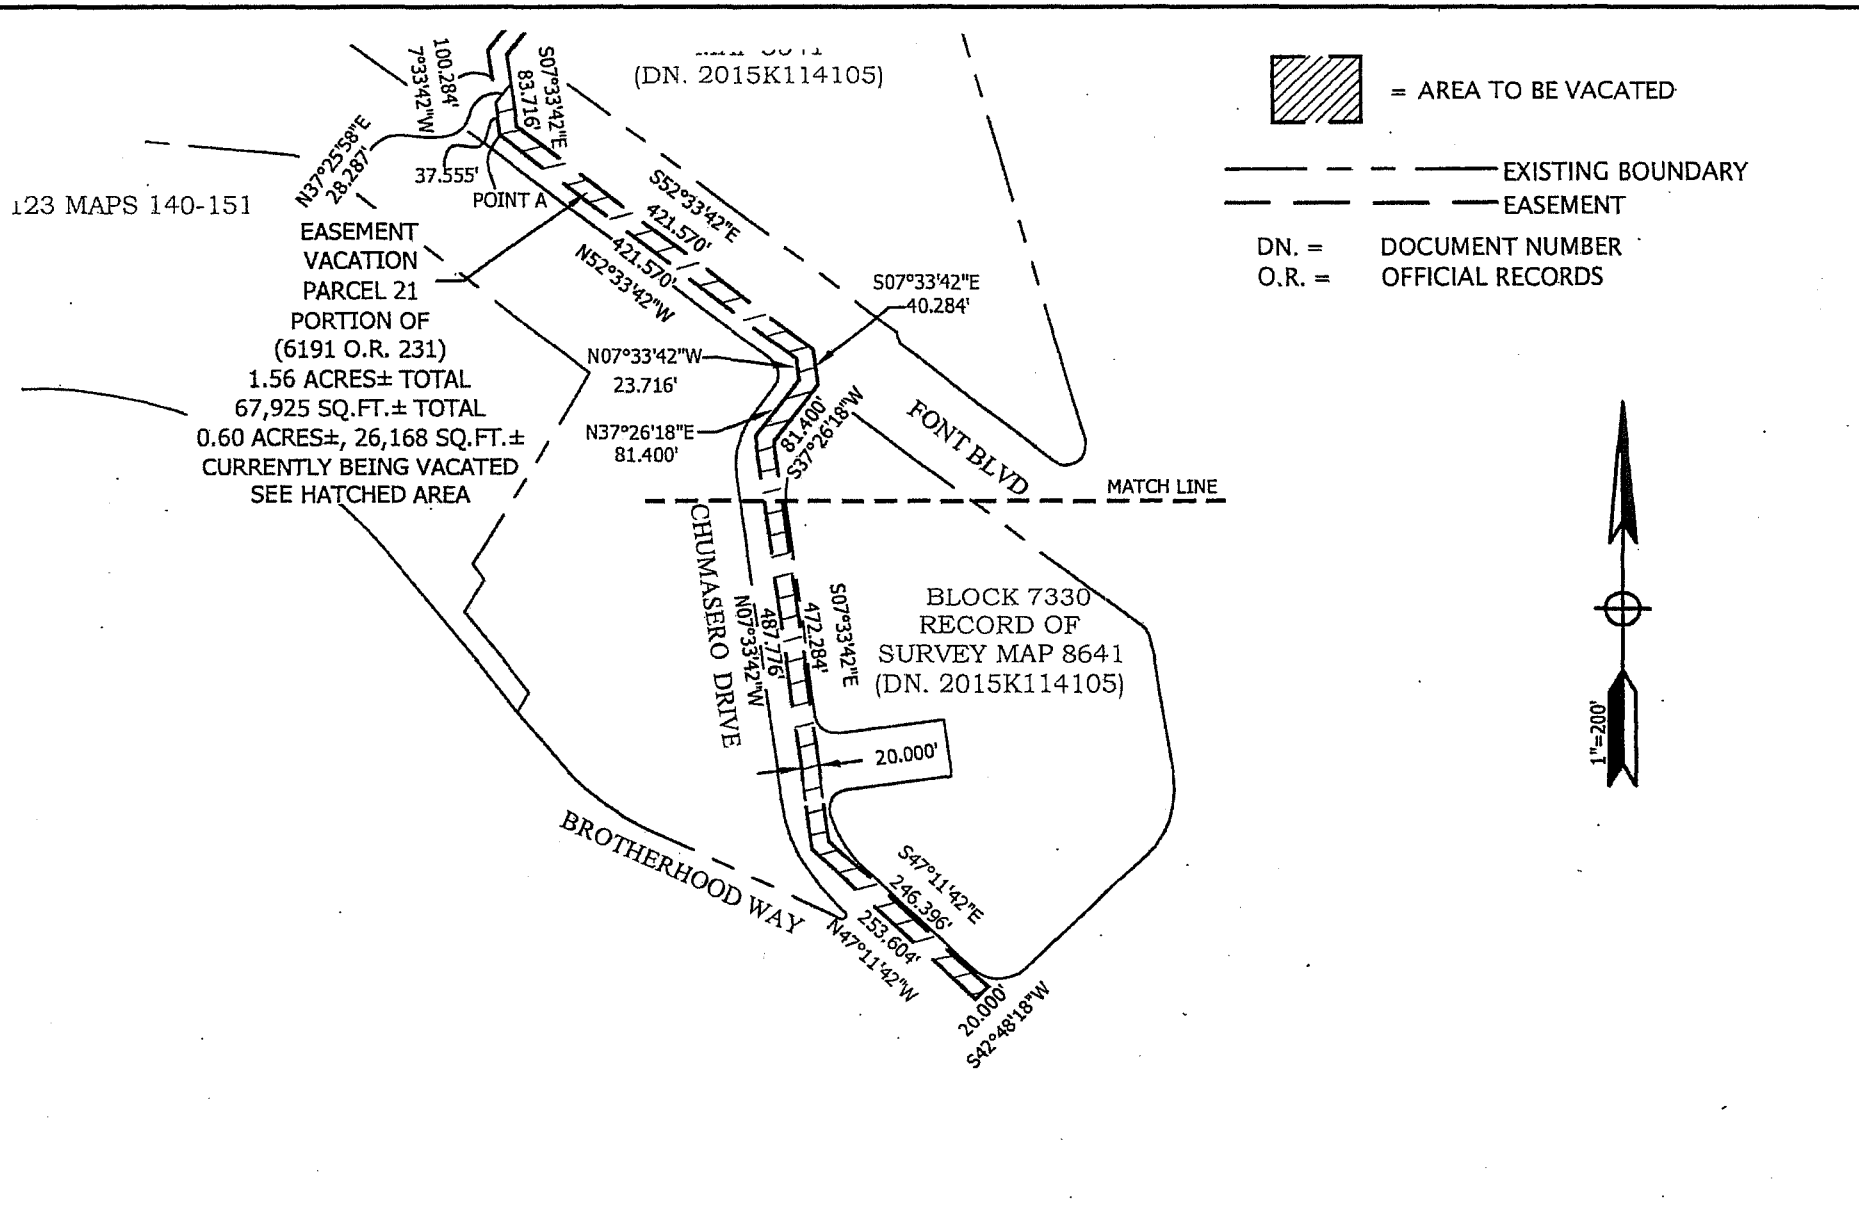 (DN. 2015K114105)
= AREA TO BE VACATED
EXISTING BOUNDARY
EASEMENT
DN. = DOCUMENT NUMBER
O.R. = OFFICIAL RECORDS
100.284'
7°33'42"W
S07°33'42"E
83.716'
N37°25'58"E
28.287'
37.555'
POINT A
123 MAPS 140-151
EASEMENT
VACATION
PARCEL 21
PORTION OF
(6191 O.R. 231)
1.56 ACRES± TOTAL
67,925 SQ.FT.± TOTAL
0.60 ACRES±, 26,168 SQ.FT.±
CURRENTLY BEING VACATED
SEE HATCHED AREA
S52°33'42"E
421.570'
421.570'
N52°33'42"W
S07°33'42"E
40.284'
N07°33'42"W
23.716'
N37°26'18"E
81.400'
81.400'
S37°26'18"W
FONT BLVD
MATCH LINE
CHUMASERO DRIVE
N07°33'42"W
487.776'
472.284'
S07°33'42"E
BLOCK 7330
RECORD OF
SURVEY MAP 8641
(DN. 2015K114105)
20.000'
BROTHERHOOD WAY
S47°11'42"E
246.396'
253.604'
N47°11'42"W
20.000'
S42°48'18"W
1"=200'